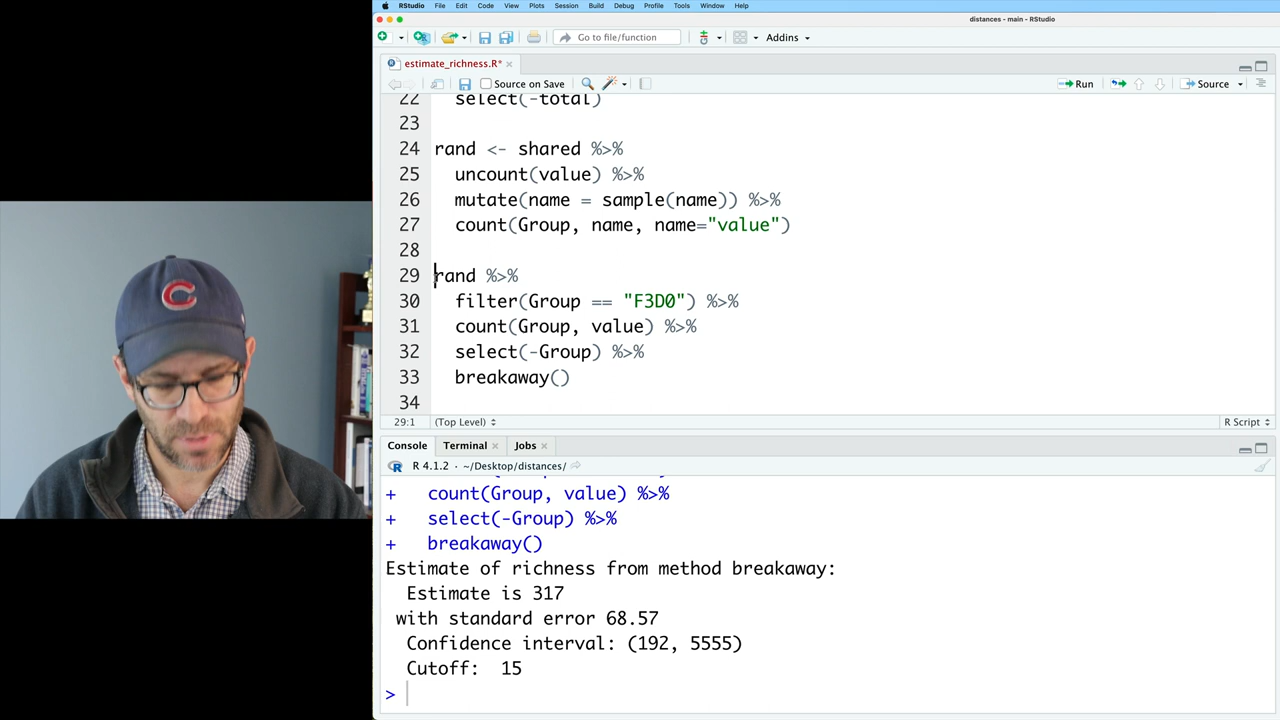 RStudio File Edit Code View Plots Session Build Debug Profile Tools Window Help
distances - main - RStudio
Go to file/function Addins
estimate_richness.R*
Source on Save Run Source
22 select(-total)
23
24 rand <- shared %>%
25 uncount(value) %>%
26 mutate(name = sample(name)) %>%
27 count(Group, name, name="value")
28
29 rand %>%
30 filter(Group == "F3D0") %>%
31 count(Group, value) %>%
32 select(-Group) %>%
33 breakaway()
34
29:1 (Top Level) R Script
Console Terminal Jobs
R 4.1.2 · ~/Desktop/distances/
+ count(Group, value) %>%
+ select(-Group) %>%
+ breakaway()
Estimate of richness from method breakaway:
Estimate is 317
with standard error 68.57
Confidence interval: (192, 5555)
Cutoff: 15
>